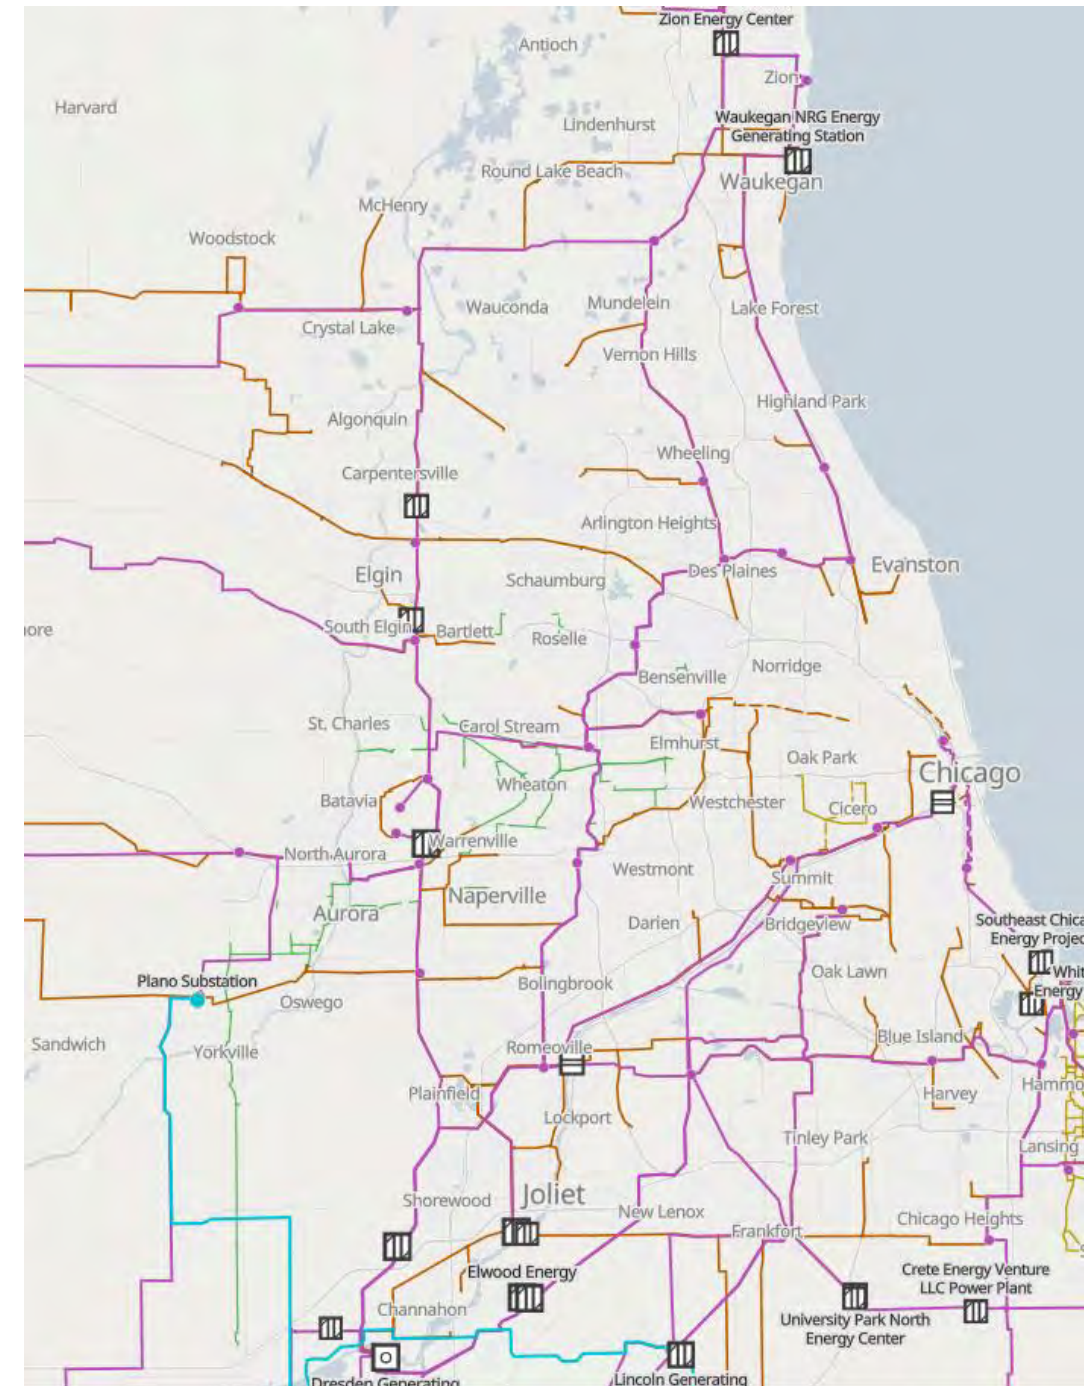 Zion Energy Center
Antioch
Zion
Harvard
Waukegan NRG Energy
Generating Station
Lindenhurst
Round Lake Beach
Waukegan
McHenry
Woodstock
Wauconda
Mundelein
Lake Forest
Crystal Lake
Vernon Hills
Highland Park
Algonquin
Wheeling
Carpentersville
Arlington Heights
Evanston
Des Plaines
Elgin
Schaumburg
South Elgin
Bartlett
Roselle
ore
Norridge
Bensenville
St. Charles
Carol Stream
Elmhurst
Oak Park
Chicago
Wheaton
Batavia
Westchester
Cicero
Warrenville
North Aurora
Westmont
Summit
Naperville
Aurora
Darien
Bridgeview
Southeast Chica
Energy Projec
Oak Lawn
Whit
Energy
Plano Substation
Bolingbrook
Oswego
Blue Island
Sandwich
Yorkville
Romeoville
Plainfield
Harvey
Hammo
Lockport
Tinley Park
Lansing
Shorewood
Joliet
New Lenox
Frankfort
Chicago Heights
Elwood Energy
Crete Energy Venture
LLC Power Plant
Channahon
University Park North
Energy Center
Dresden Generating
Lincoln Generating